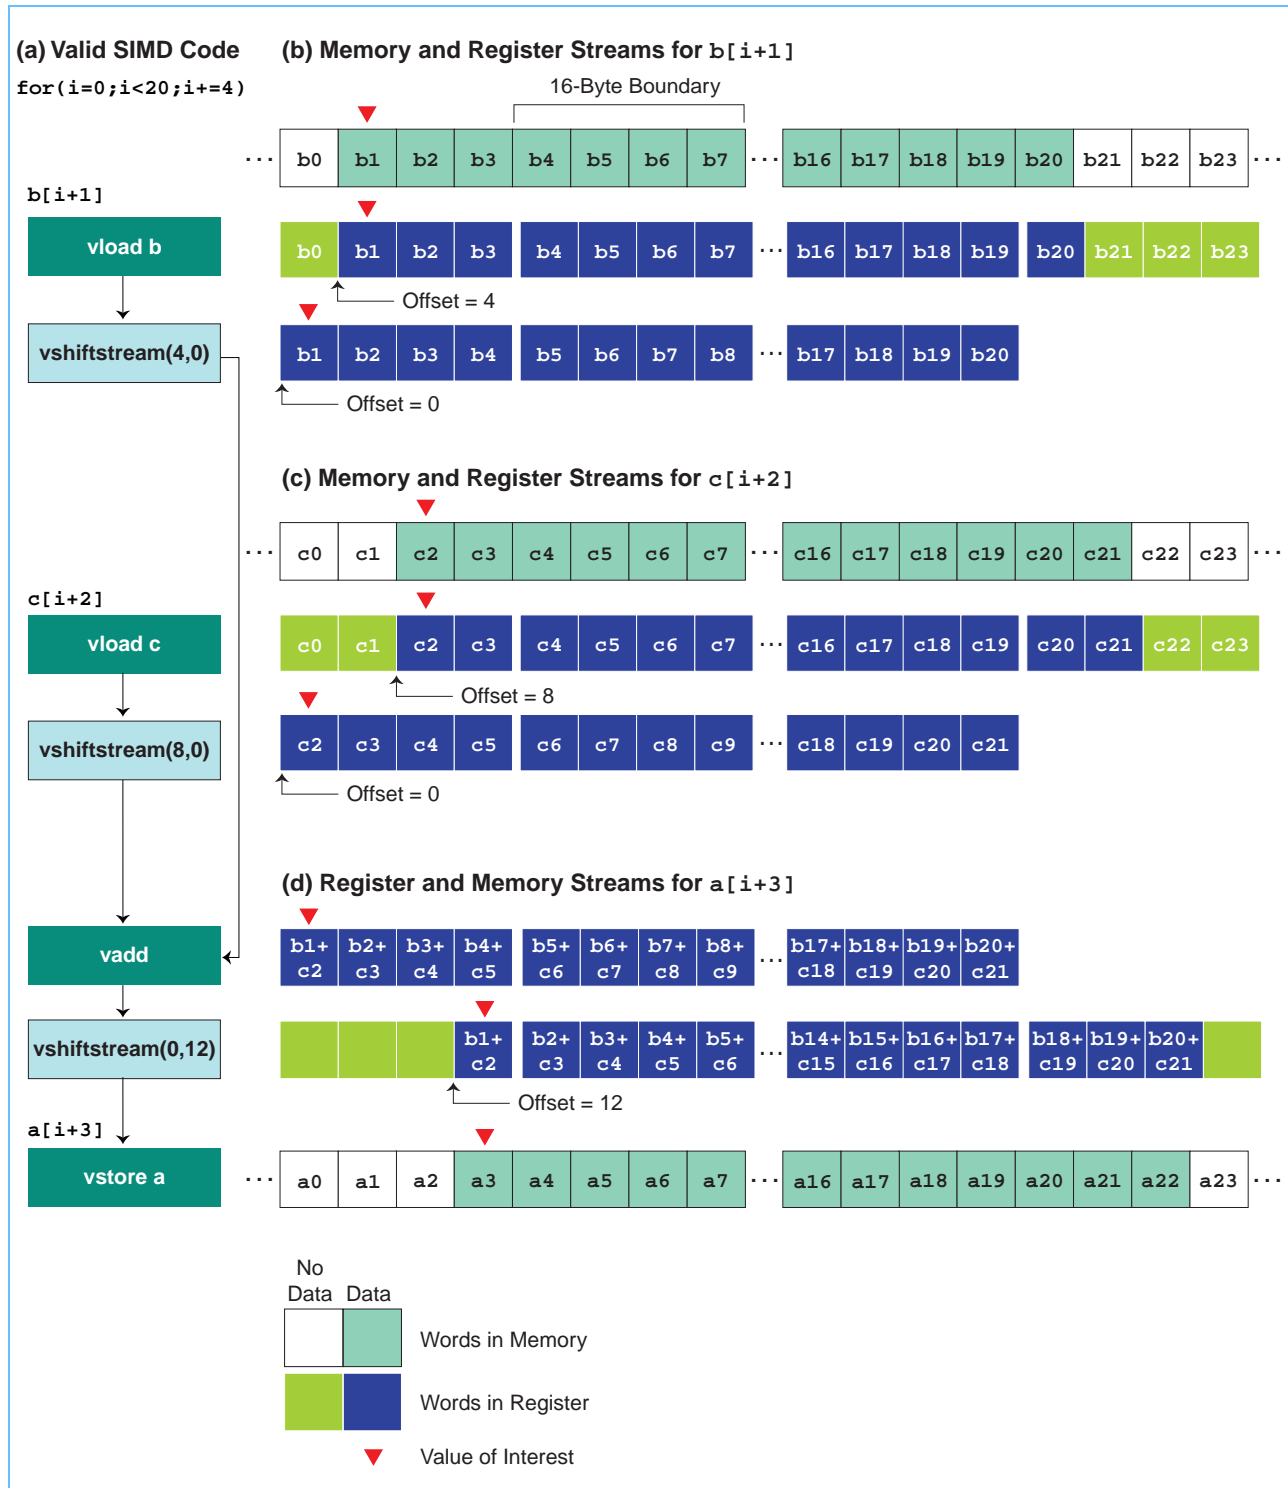 (a) Valid SIMD Code
for(i=0;i<20;i+=4)
b[i+1]
vload b
vshiftstream(4,0)
c[i+2]
vload c
vshiftstream(8,0)
vadd
vshiftstream(0,12)
a[i+3]
vstore a
(b) Memory and Register Streams for b[i+1]
16-Byte Boundary
... b0 b1 b2 b3 b4 b5 b6 b7 ... b16 b17 b18 b19 b20 b21 b22 b23 ...
b0 b1 b2 b3 b4 b5 b6 b7 ... b16 b17 b18 b19 b20 b21 b22 b23
Offset = 4
b1 b2 b3 b4 b5 b6 b7 b8 ... b17 b18 b19 b20
Offset = 0
(c) Memory and Register Streams for c[i+2]
... c0 c1 c2 c3 c4 c5 c6 c7 ... c16 c17 c18 c19 c20 c21 c22 c23 ...
c0 c1 c2 c3 c4 c5 c6 c7 ... c16 c17 c18 c19 c20 c21 c22 c23
Offset = 8
c2 c3 c4 c5 c6 c7 c8 c9 ... c18 c19 c20 c21
Offset = 0
(d) Register and Memory Streams for a[i+3]
b1+ b2+ b3+ b4+ b5+ b6+ b7+ b8+ ... b17+ b18+ b19+ b20+
c2 c3 c4 c5 c6 c7 c8 c9 c18 c19 c20 c21
b1+ b2+ b3+ b4+ b5+ ... b14+ b15+ b16+ b17+ b18+ b19+ b20+
c2 c3 c4 c5 c6 c15 c16 c17 c18 c19 c20 c21
Offset = 12
... a0 a1 a2 a3 a4 a5 a6 a7 ... a16 a17 a18 a19 a20 a21 a22 a23 ...
No
Data Data
Words in Memory
Words in Register
Value of Interest